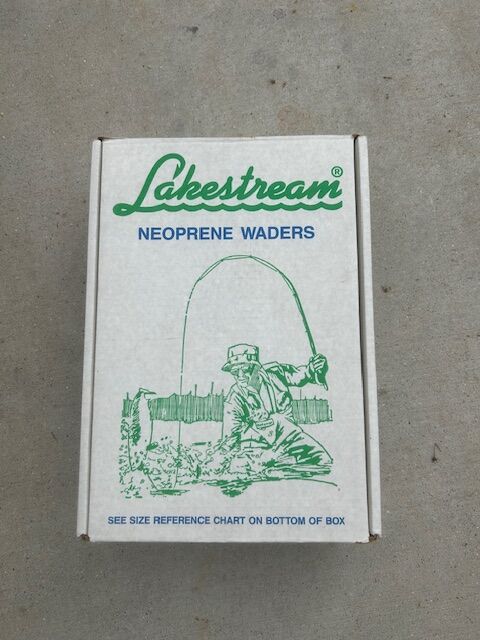 Lakestream®
NEOPRENE WADERS
SEE SIZE REFERENCE CHART ON BOTTOM OF BOX